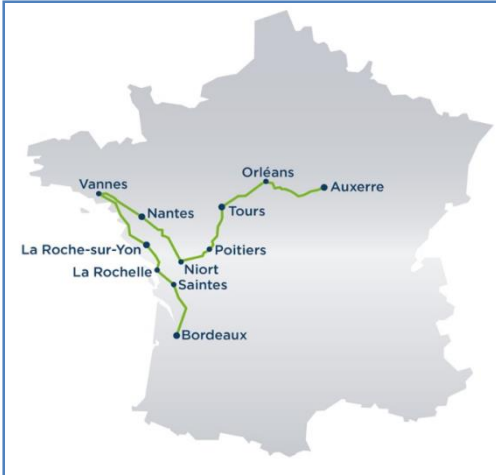 Orléans
Vannes
Auxerre
Tours
Nantes
La Roche-sur-Yon
Poitiers
Niort
La Rochelle
Saintes
Bordeaux